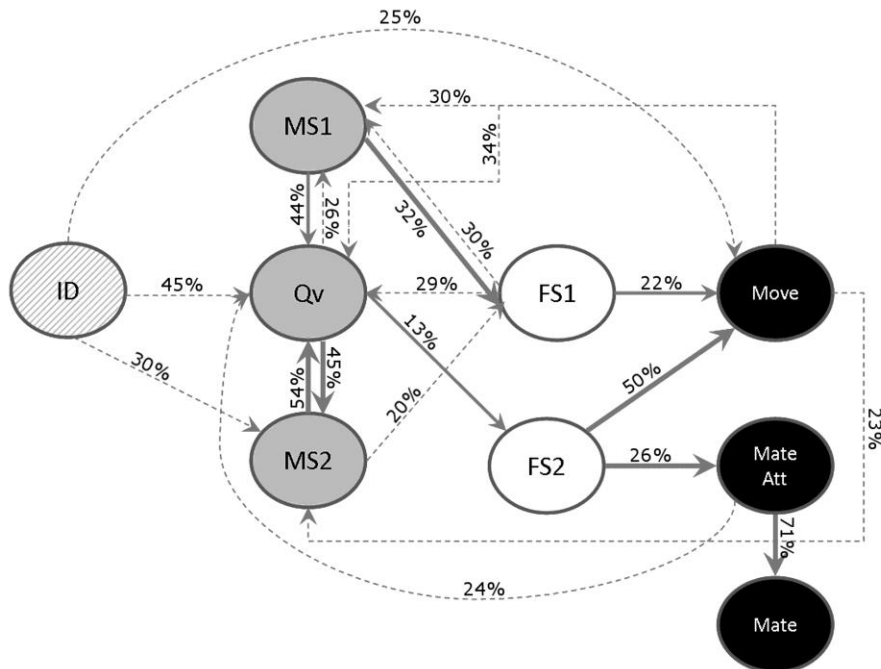 25%
30%
MS1
34%
44%
26%
32%
30%
ID
45%
Qv
29%
FS1
22%
Move
13%
30%
54%
45%
20%
50%
23%
MS2
FS2
26%
Mate
Att
71%
24%
Mate